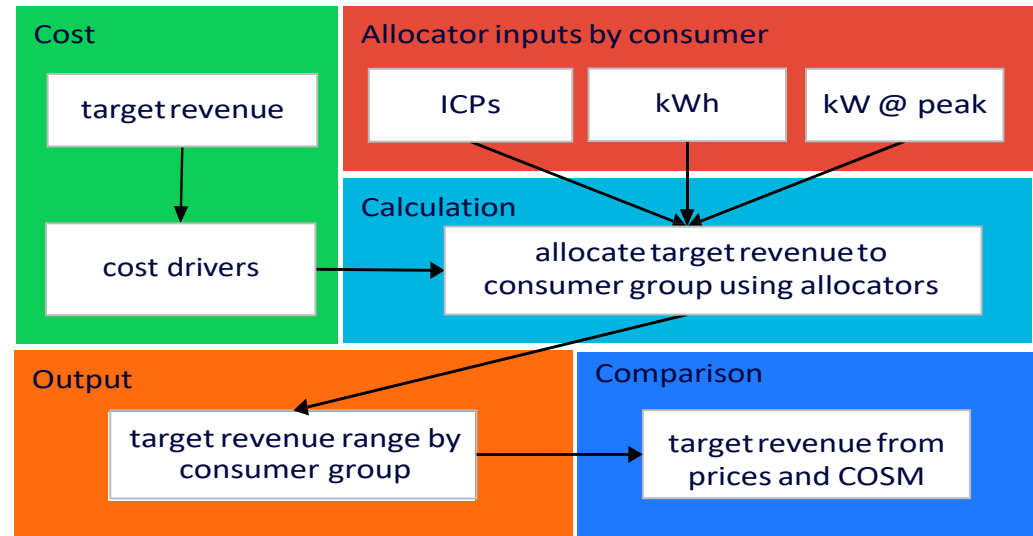 Cost
target revenue
cost drivers
Allocator inputs by consumer
ICPs
kWh
kW @ peak
Calculation
allocate target revenue to
consumer group using allocators
Output
target revenue range by
consumer group
Comparison
target revenue from
prices and COSM